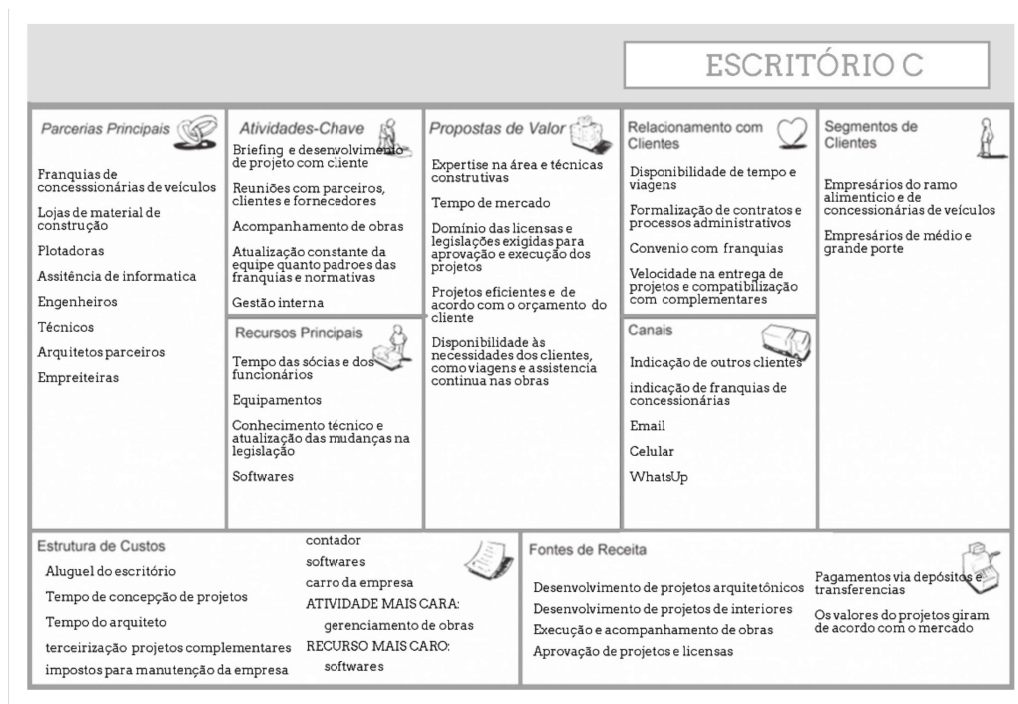 ESCRITÓRIO C
Parcerias Principais
Franquias de
concesssionárias de veículos
Lojas de material de
construção
Plotadoras
Assitência de informatica
Engenheiros
Técnicos
Arquitetos parceiros
Empreiteiras
Atividades-Chave
Briefing e desenvolvimento
de projeto com cliente
Reuniões com parceiros,
clientes e fornecedores
Acompanhamento de obras
Atualização constante da
equipe quanto padroes das
franquias e normativas
Gestão interna
Recursos Principais
Tempo das sócias e dos
funcionários
Equipamentos
Conhecimento técnico e
atualização das mudanças na
legislação
Softwares
Propostas de Valor
Expertise na área e técnicas
construtivas
Tempo de mercado
Domínio das licensas e
legislações exigidas para
aprovação e execução dos
projetos
Projetos eficientes e de
acordo com o orçamento do
cliente
Disponibilidade às
necessidades dos clientes,
como viagens e assistencia
continua nas obras
Relacionamento com
Clientes
Disponibilidade de tempo e
viagens
Formalização de contratos e
processos administrativos
Convenio com franquias
Velocidade na entrega de
projetos e compatibilização
com complementares
Canais
Indicação de outros clientes
indicação de franquias de
concessionárias
Email
Celular
WhatsUp
Segmentos de
Clientes
Empresários do ramo
alimenticio e de
concessionárias de veículos
Empresários de médio e
grande porte
Estrutura de Custos
Aluguel do escritório
Tempo de concepção de projetos
Tempo do arquiteto
terceirização projetos complementares
impostos para manutenção da empresa
contador
softwares
carro da empresa
ATIVIDADE MAIS CARA:
gerenciamento de obras
RECURSO MAIS CARO:
softwares
Fontes de Receita
Desenvolvimento de projetos arquitetônicos
Desenvolvimento de projetos de interiores
Execução e acompanhamento de obras
Aprovação de projetos e licensas
Pagamentos via depósitos e
transferencias
Os valores do projetos giram
de acordo com o mercado